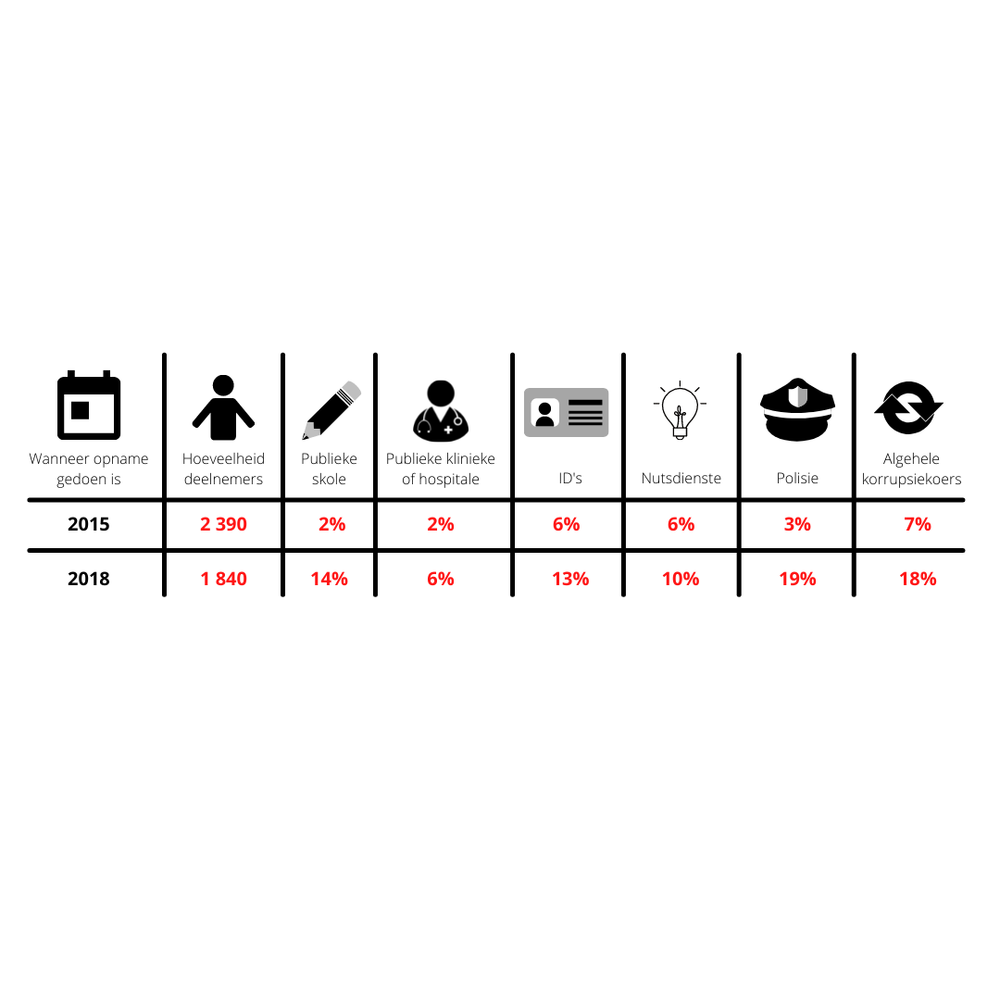 Wanneer opname
gedoen is
Hoeveelheid
deelnemers
Publieke
skole
Publieke klinieke
of hospitale
ID's
Nutsdienste
Polisie
Algehele
korrupsiekoers
2015 2 390 2% 2% 6% 6% 3% 7%
2018 1 840 14% 6% 13% 10% 19% 18%